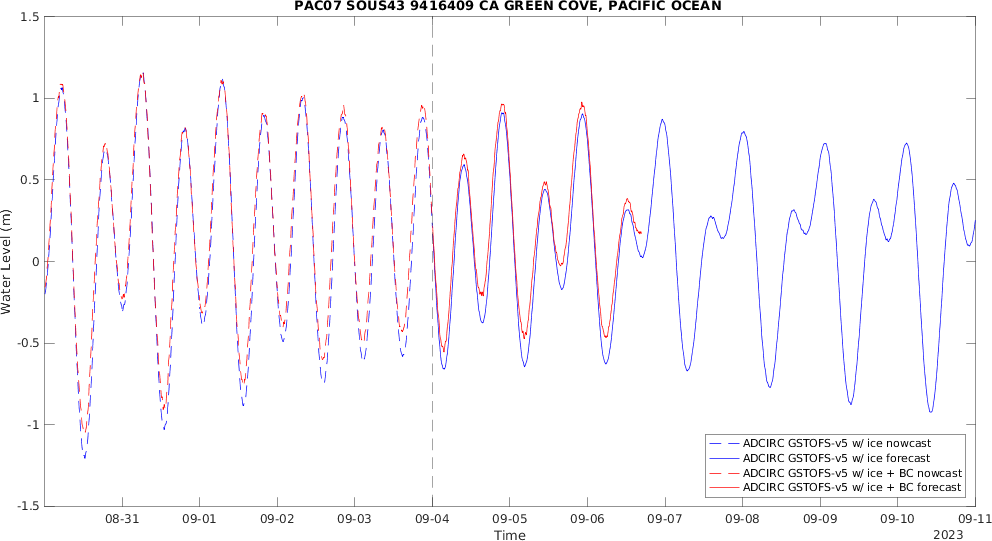 PAC07 SOUS43 9416409 CA GREEN COVE, PACIFIC OCEAN
1.5
1
0.5
0
-0.5
-1
-1.5
Water Level (m)
ADCIRC GSTOFS-v5 w/ ice nowcast
ADCIRC GSTOFS-v5 w/ ice forecast
ADCIRC GSTOFS-v5 w/ ice + BC nowcast
ADCIRC GSTOFS-v5 w/ ice + BC forecast
08-31 09-01 09-02 09-03 09-04 09-05 09-06 09-07 09-08 09-09 09-10 09-11
Time
2023